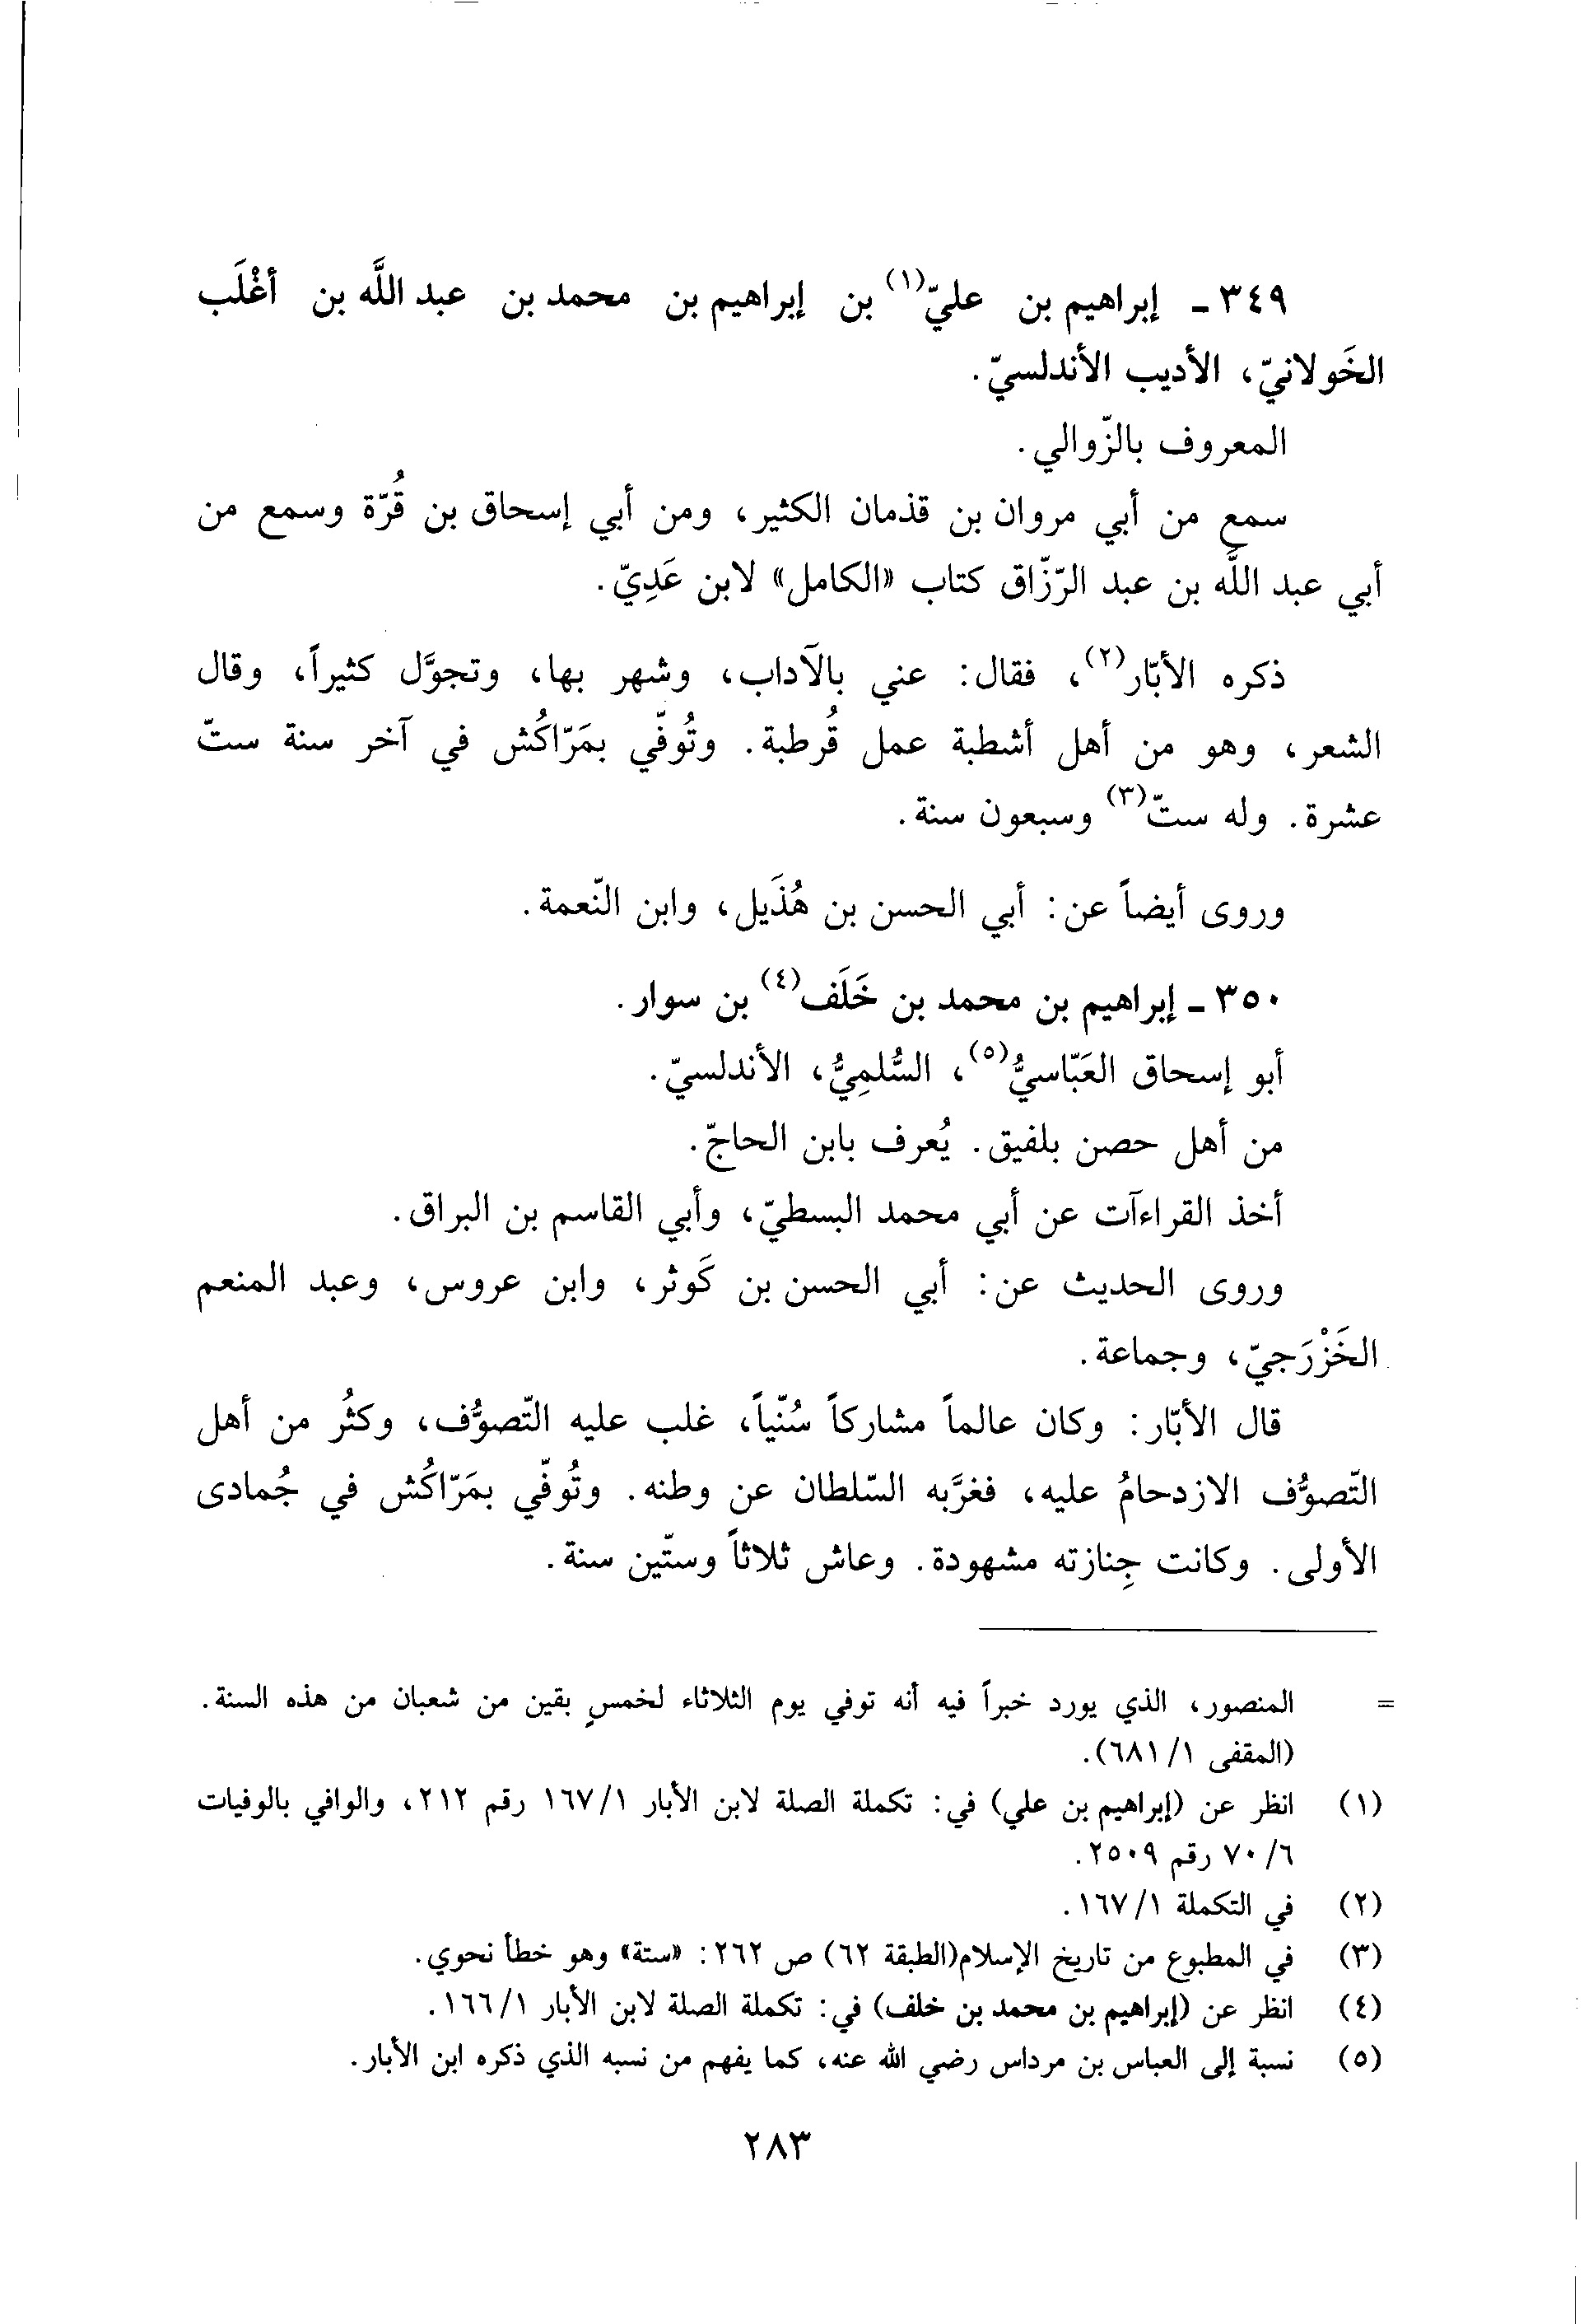 ٣٤٩ ـ إبراهيم بن عليّ(١) بن إبراهيم بن محمد بن عبد اللَّه بن أغْلَب
الخَولانيّ، الأديب الأندلسيّ.
المعروف بالزّوالي.
سمع من أبي مروان بن قذمان الكثير، ومن أبي إسحاق بن قُرّة وسمع من
أبي عبد اللَّه بن عبد الرّزّاق كتاب «الكامل» لابن عَدِيّ.
ذكره الأبّار(٢)، فقال: عني بالآداب، وشهر بها، وتجوَّل كثيراً، وقال
الشعر، وهو من أهل أشطبة عمل قُرطبة. وتُوفّي بمَرّاكُش في آخر سنة ستّ
عشرة. وله ستّ(٣) وسبعون سنة.
وروى أيضاً عن: أبي الحسن بن هُذَيل، وابن النّعمة.
٣٥٠ ـ إبراهيم بن محمد بن خَلَف(٤) بن سوار.
أبو إسحاق العَبّاسيُّ(٥)، السُّلمِيُّ، الأندلسيّ.
من أهل حصن بلفيق. يُعرف بابن الحاجّ.
أخذ القراءآت عن أبي محمد البسطيّ، وأبي القاسم بن البراق.
وروى الحديث عن: أبي الحسن بن كَوثر، وابن عروس، وعبد المنعم
الخَزْرَجيّ، وجماعة.
قال الأبّار: وكان عالماً مشاركاً سُنّياً، غلب عليه التّصوُّف، وكثُر من أهل
التّصوُّف الازدحامُ عليه، فغرَّبه السّلطان عن وطنه. وتُوفّي بمَرّاكُش في جُمادى
الأولى. وكانت جِنازته مشهودة. وعاش ثلاثاً وستّين سنة.
= المنصور، الذي يورد خبراً فيه أنه توفي يوم الثلاثاء لخمسٍ بقين من شعبان من هذه السنة.
(المقفى ١/ ٦٨١).
(١) انظر عن (إبراهيم بن علي) في: تكملة الصلة لابن الأبار ١/ ١٦٧ رقم ٢١٢، والوافي بالوفيات
٦/ ٧٠ رقم ٢٥٠٩.
(٢) في التكملة ١/ ١٦٧.
(٣) في المطبوع من تاريخ الإسلام(الطبقة ٦٢) ص ٢٦٢: «ستة» وهو خطأ نحوي.
(٤) انظر عن (إبراهيم بن محمد بن خلف) في: تكملة الصلة لابن الأبار ١/ ١٦٦.
(٥) نسبة إلى العباس بن مرداس رضي الله عنه، كما يفهم من نسبه الذي ذكره ابن الأبار.
٢٨٣